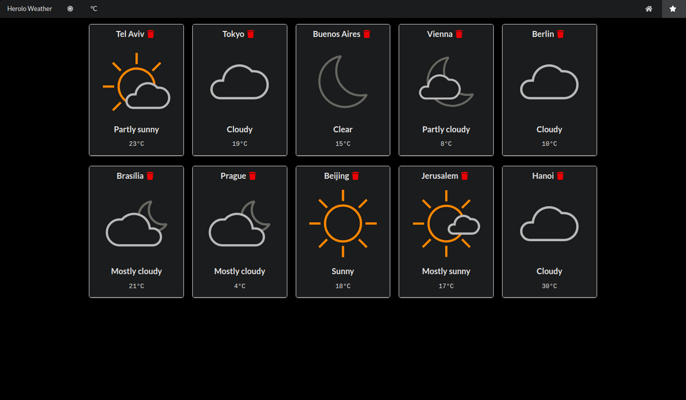 Herolo Weather °C
Tel Aviv
Partly sunny
23°C
Tokyo
Cloudy
19°C
Buenos Aires
Clear
15°C
Vienna
Partly cloudy
8°C
Berlin
Cloudy
10°C
Brasília
Mostly cloudy
21°C
Prague
Mostly cloudy
4°C
Beijing
Sunny
18°C
Jerusalem
Mostly sunny
17°C
Hanoi
Cloudy
30°C